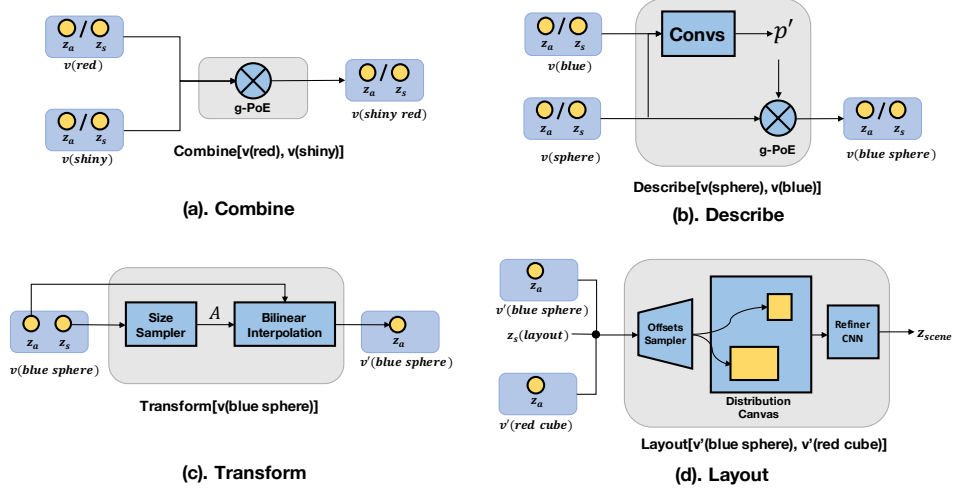 z_a / z_s
v(red)
z_a / z_s
v(shiny)
g-PoE
z_a / z_s
v(shiny red)
Combine[v(red), v(shiny)]
(a). Combine
z_a / z_s
v(blue)
Convs
p′
z_a / z_s
v(sphere)
g-PoE
z_a / z_s
v(blue sphere)
Describe[v(sphere), v(blue)]
(b). Describe
z_a z_s
v(blue sphere)
Size
Sampler
A
Bilinear
Interpolation
z_a
v′(blue sphere)
Transform[v(blue sphere)]
(c). Transform
z_a
v′(blue sphere)
z_s(layout)
z_a
v′(red cube)
Offsets
Sampler
Distribution
Canvas
Refiner
CNN
z_scene
Layout[v’(blue sphere), v’(red cube)]
(d). Layout